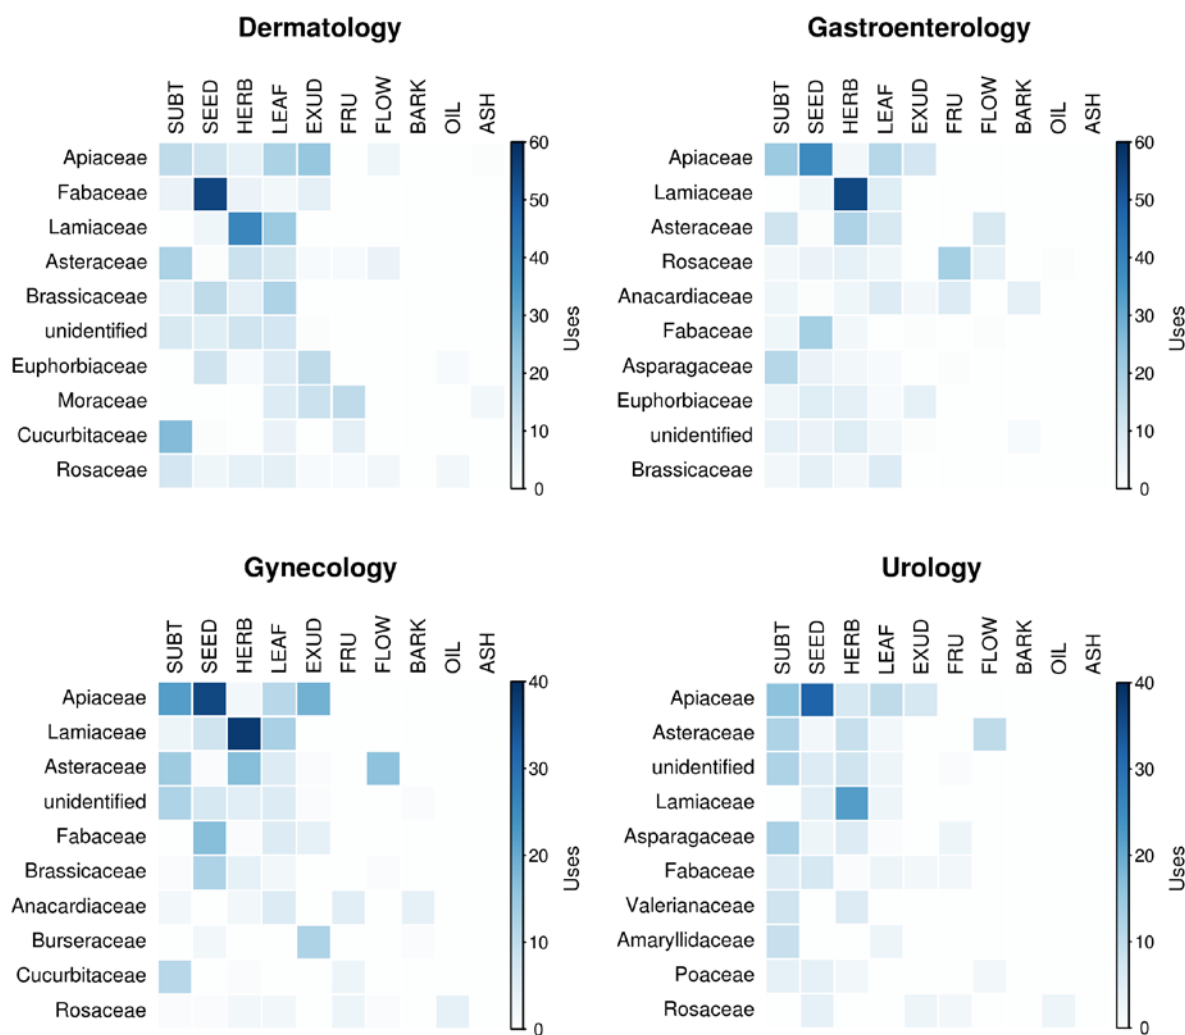 Dermatology
SUBT SEED HERB LEAF EXUD FRU FLOW BARK OIL ASH
Apiaceae
Fabaceae
Lamiaceae
Asteraceae
Brassicaceae
unidentified
Euphorbiaceae
Moraceae
Cucurbitaceae
Rosaceae
60
50
40
30
20
10
0
Uses
Gastroenterology
SUBT SEED HERB LEAF EXUD FRU FLOW BARK OIL ASH
Apiaceae
Lamiaceae
Asteraceae
Rosaceae
Anacardiaceae
Fabaceae
Asparagaceae
Euphorbiaceae
unidentified
Brassicaceae
60
50
40
30
20
10
0
Uses
Gynecology
SUBT SEED HERB LEAF EXUD FRU FLOW BARK OIL ASH
Apiaceae
Lamiaceae
Asteraceae
unidentified
Fabaceae
Brassicaceae
Anacardiaceae
Burseraceae
Cucurbitaceae
Rosaceae
40
30
20
10
0
Uses
Urology
SUBT SEED HERB LEAF EXUD FRU FLOW BARK OIL ASH
Apiaceae
Asteraceae
unidentified
Lamiaceae
Asparagaceae
Fabaceae
Valerianaceae
Amaryllidaceae
Poaceae
Rosaceae
40
30
20
10
0
Uses